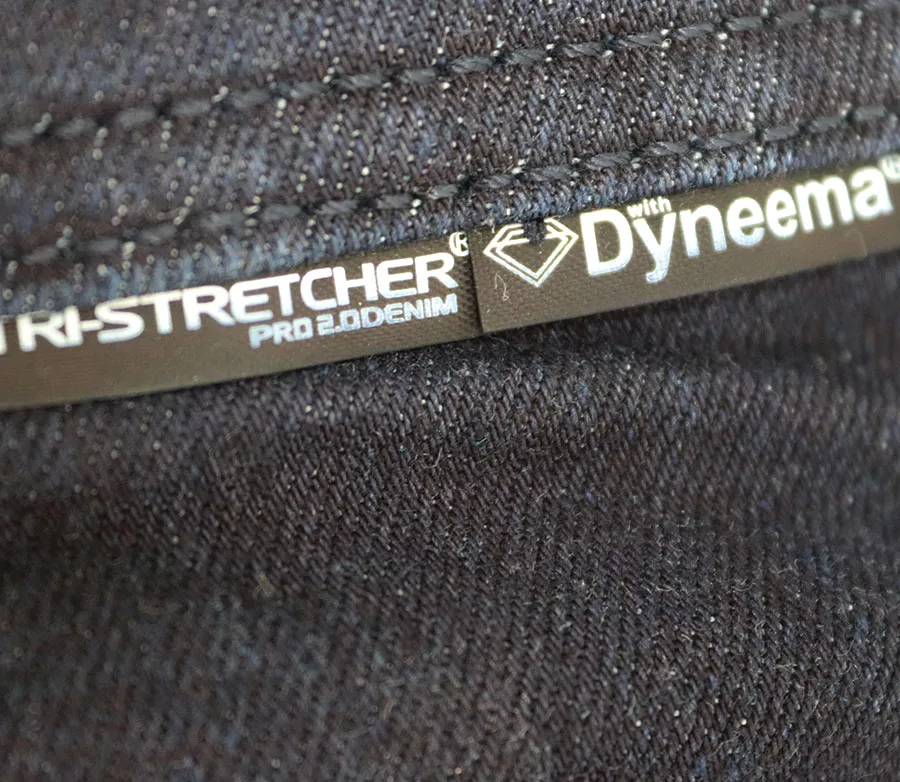 TRI-STRETCHER®
PRO 2.0 DENIM
with
Dyneema®